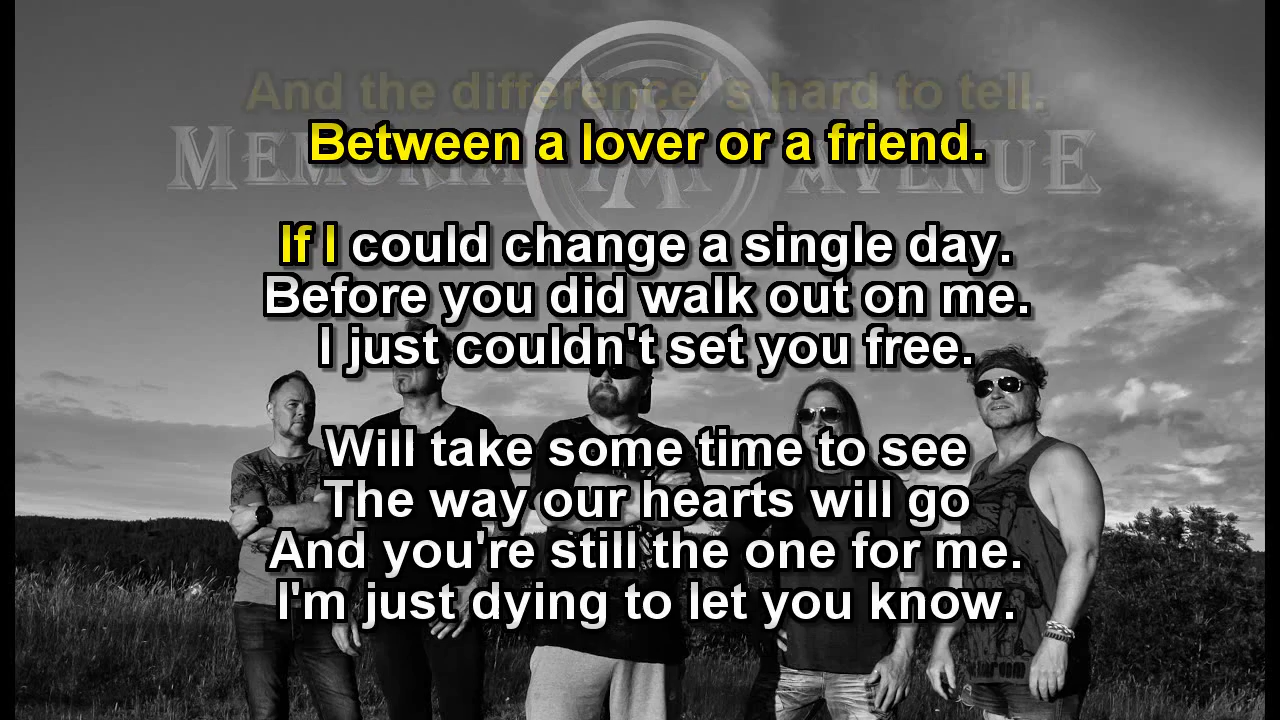 And the difference's hard to tell.
Between a lover or a friend.
MEMORIAL AVENUE
If I could change a single day.
Before you did walk out on me.
I just couldn't set you free.
Will take some time to see
The way our hearts will go
And you're still the one for me.
I'm just dying to let you know.